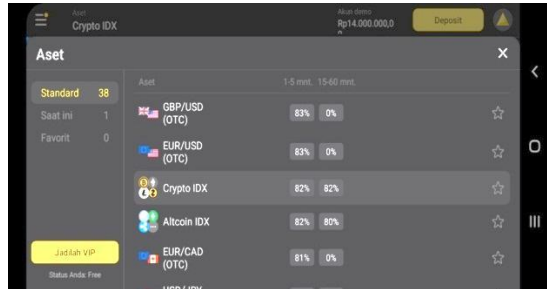 Aset
Crypto IDX
Akun demo
Rp14.000.000,0
Deposit
Aset
X
Standard 38
Saat ini 1
Favorit 0
Jadilah VIP
Status Anda: Free
Aset 1-5 mnt. 15-60 mnt.
GBP/USD
(OTC)
83% 0%
EUR/USD
(OTC)
83% 0%
Crypto IDX 82% 82%
Altcoin IDX 82% 80%
EUR/CAD
(OTC)
81% 0%